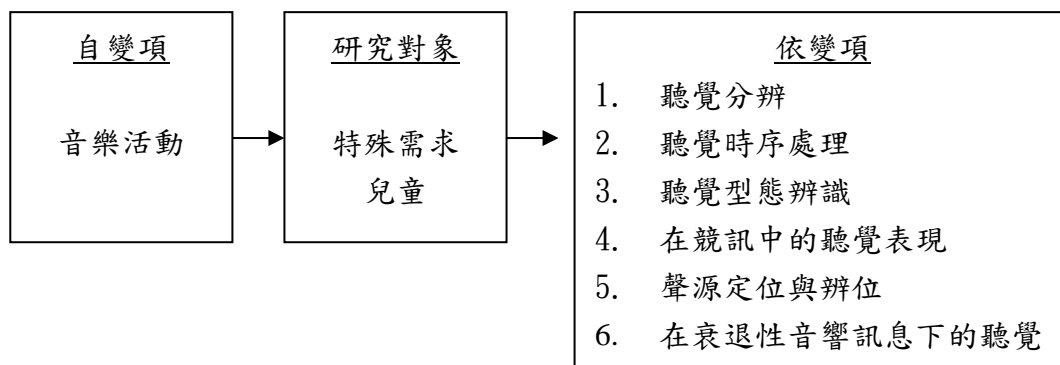 自變項
音樂活動
研究對象
特殊需求
兒童
依變項
1. 聽覺分辨
2. 聽覺時序處理
3. 聽覺型態辨識
4. 在競訊中的聽覺表現
5. 聲源定位與辨位
6. 在衰退性音響訊息下的聽覺